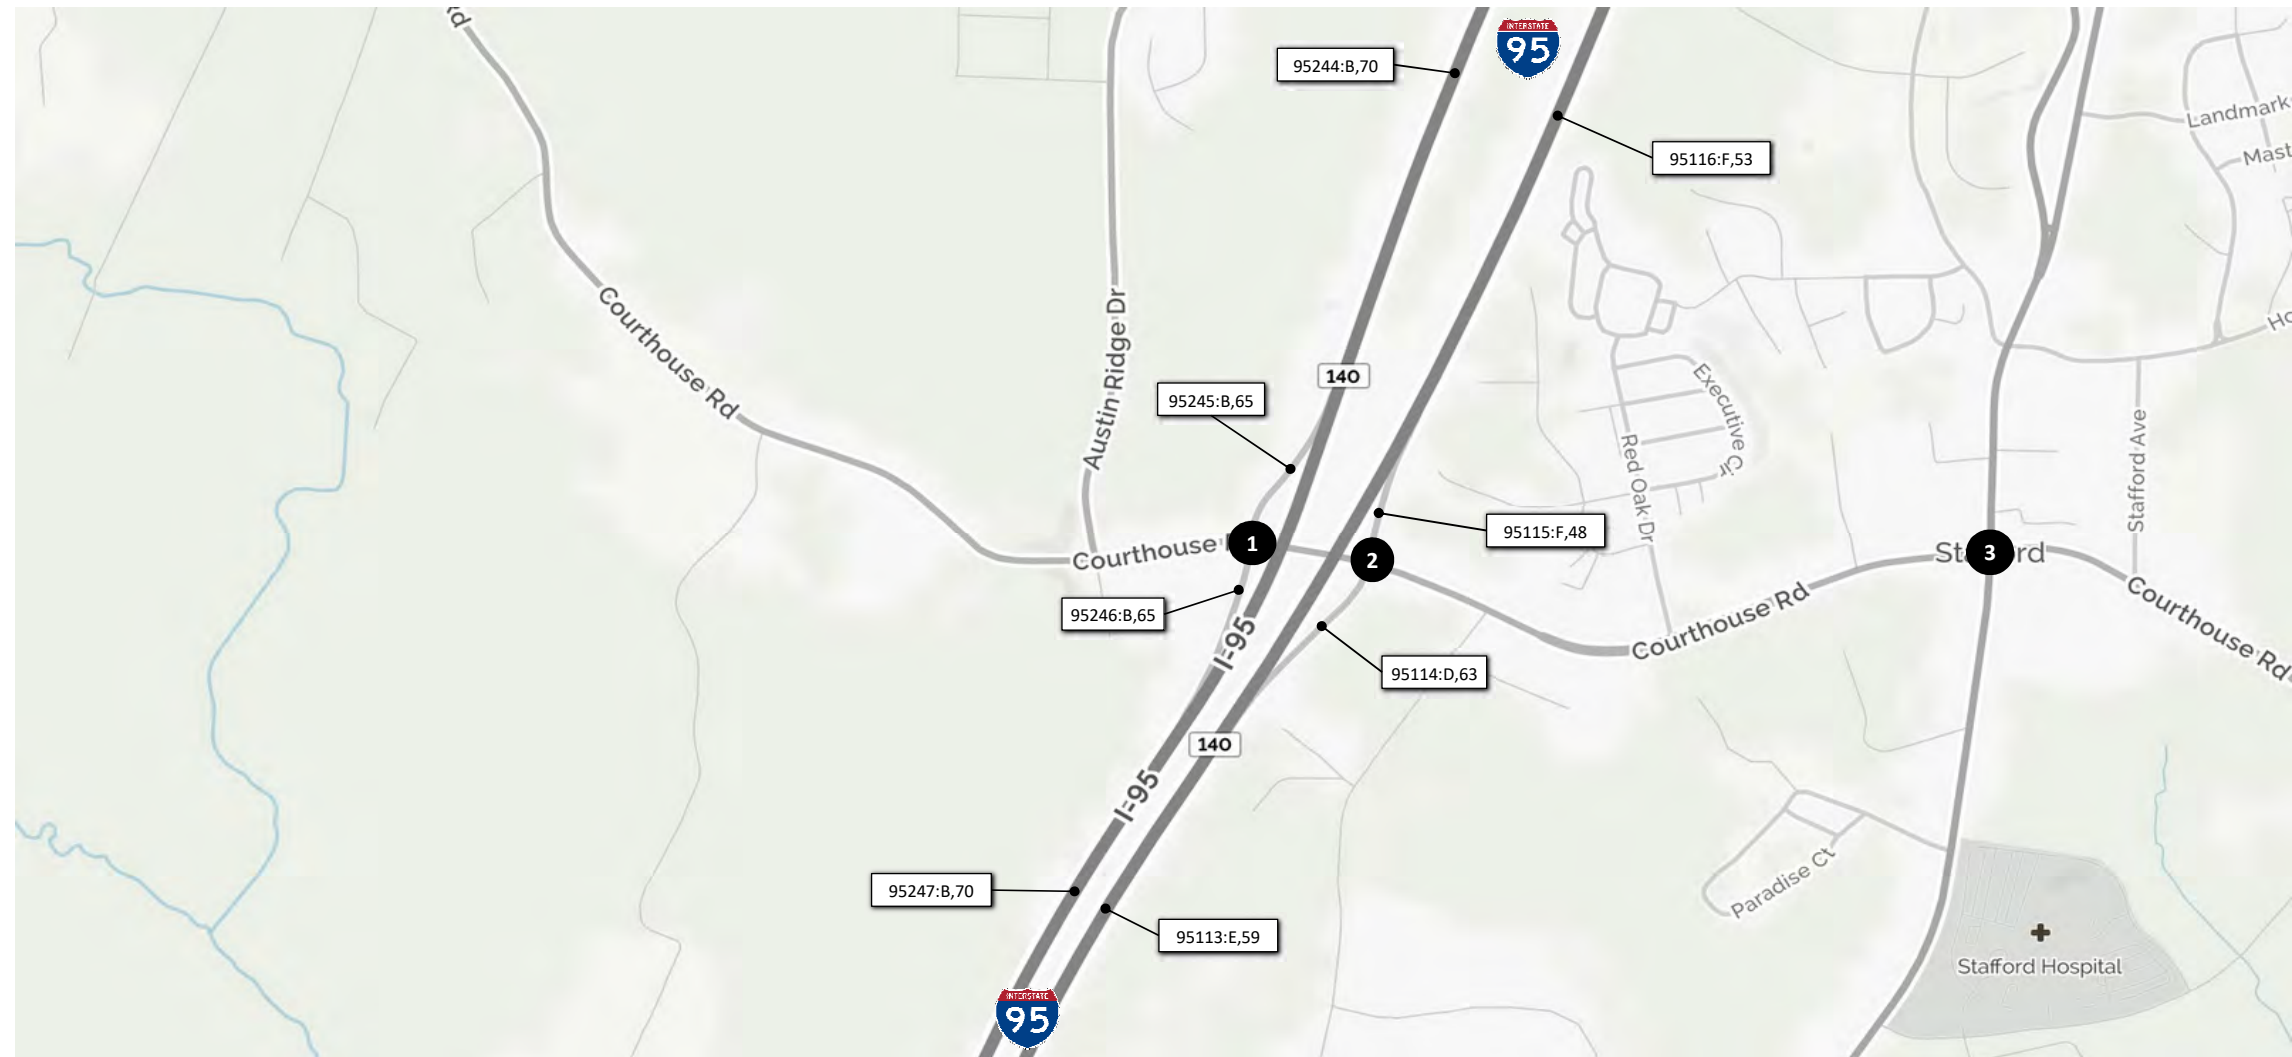 Rd
INTERSTATE
95
95244:B,70
95116:F,53
Landmark
Mast
Courthouse Rd
Austin Ridge Dr
140
95245:B,65
Executive Cir
Red Oak Dr
Stafford Ave
95115:F,48
Courthouse
1
2
3
95246:B,65
I-95
95114:D,63
Courthouse Rd
Courthouse Rd
140
I-95
95247:B,70
95113:E,59
Paradise Ct
Stafford Hospital
INTERSTATE
95